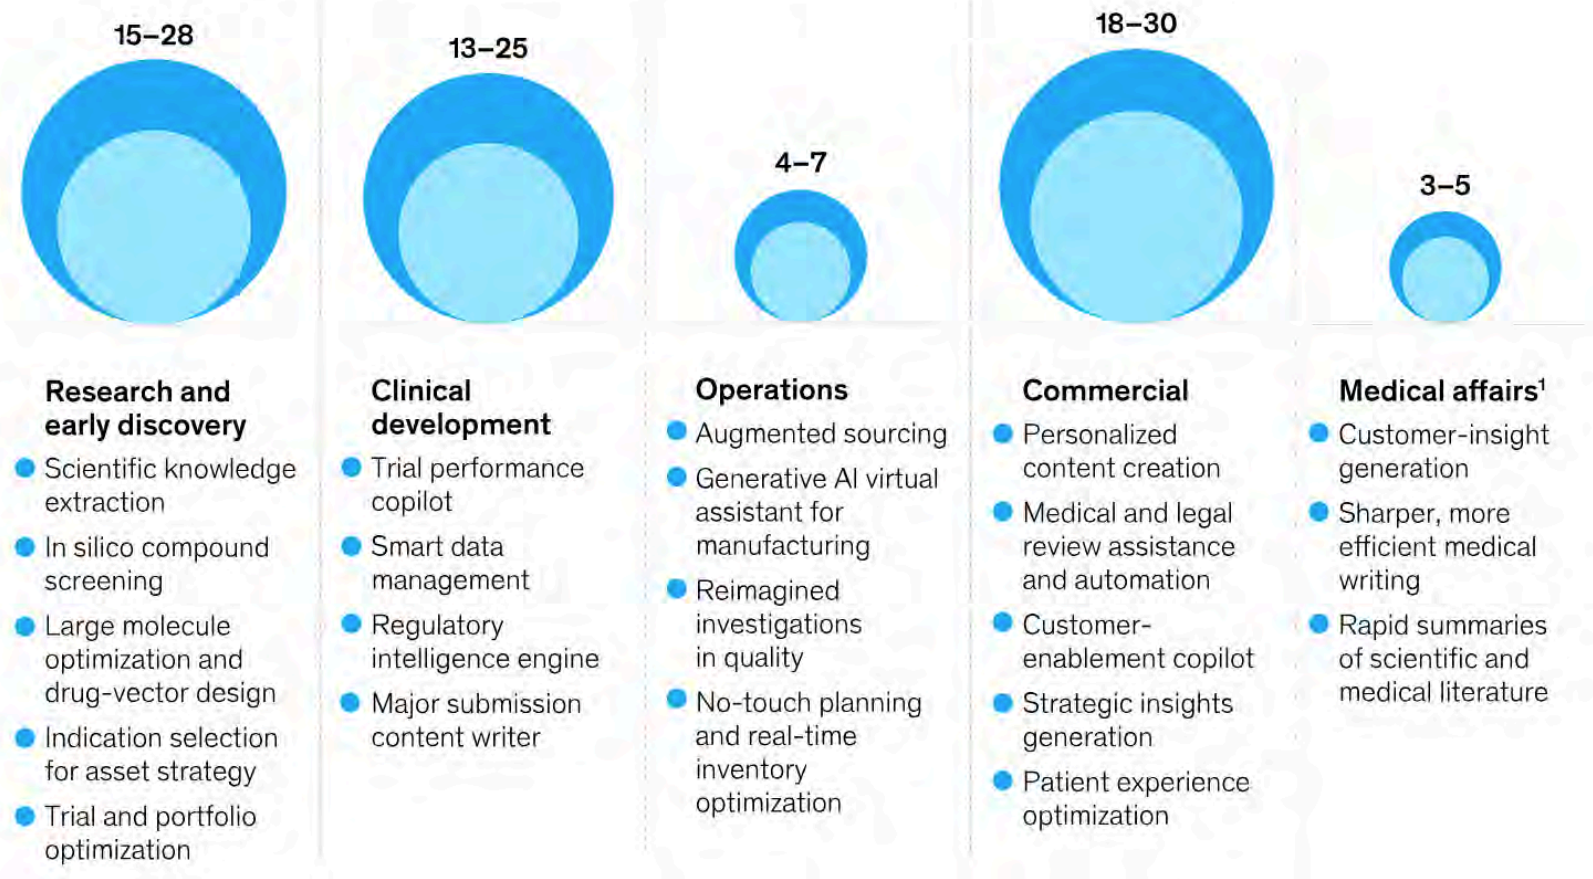 15–28
13–25
4–7
18–30
3–5
Research and
early discovery
Scientific knowledge
extraction
In silico compound
screening
Large molecule
optimization and
drug-vector design
Indication selection
for asset strategy
Trial and portfolio
optimization
Clinical
development
Trial performance
copilot
Smart data
management
Regulatory
intelligence engine
Major submission
content writer
Operations
Augmented sourcing
Generative AI virtual
assistant for
manufacturing
Reimagined
investigations
in quality
No-touch planning
and real-time
inventory
optimization
Commercial
Personalized
content creation
Medical and legal
review assistance
and automation
Customer-
enablement copilot
Strategic insights
generation
Patient experience
optimization
Medical affairs¹
Customer-insight
generation
Sharper, more
efficient medical
writing
Rapid summaries
of scientific and
medical literature